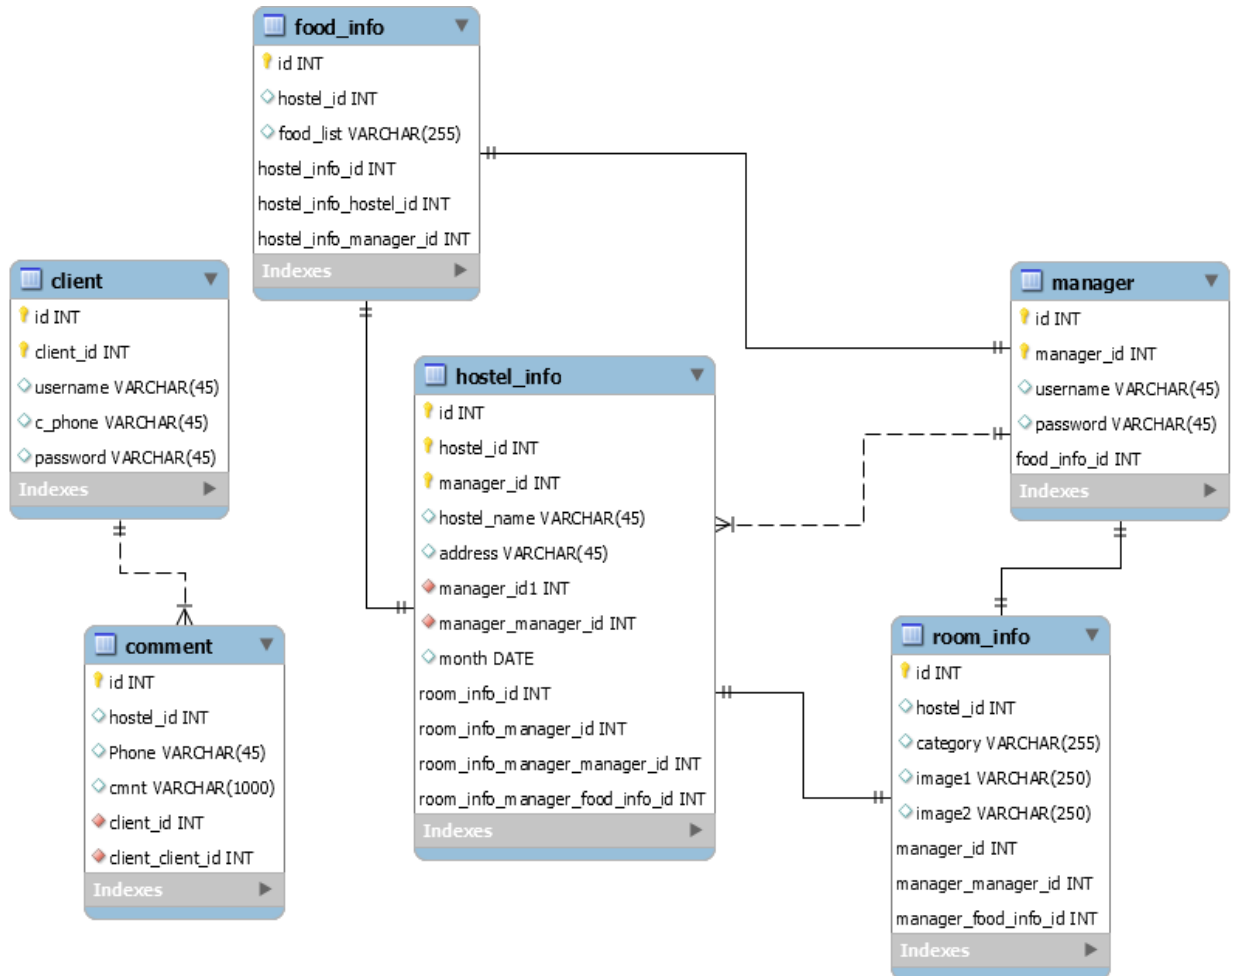 food_info
id INT
hostel_id INT
food_list VARCHAR(255)
hostel_info_id INT
hostel_info_hostel_id INT
hostel_info_manager_id INT
Indexes
client
id INT
client_id INT
username VARCHAR(45)
c_phone VARCHAR(45)
password VARCHAR(45)
Indexes
manager
id INT
manager_id INT
username VARCHAR(45)
password VARCHAR(45)
food_info_id INT
Indexes
hostel_info
id INT
hostel_id INT
manager_id INT
hostel_name VARCHAR(45)
address VARCHAR(45)
manager_id1 INT
manager_manager_id INT
month DATE
room_info_id INT
room_info_manager_id INT
room_info_manager_manager_id INT
room_info_manager_food_info_id INT
Indexes
comment
id INT
hostel_id INT
Phone VARCHAR(45)
cmnt VARCHAR(1000)
client_id INT
client_client_id INT
Indexes
room_info
id INT
hostel_id INT
category VARCHAR(255)
image1 VARCHAR(250)
image2 VARCHAR(250)
manager_id INT
manager_manager_id INT
manager_food_info_id INT
Indexes